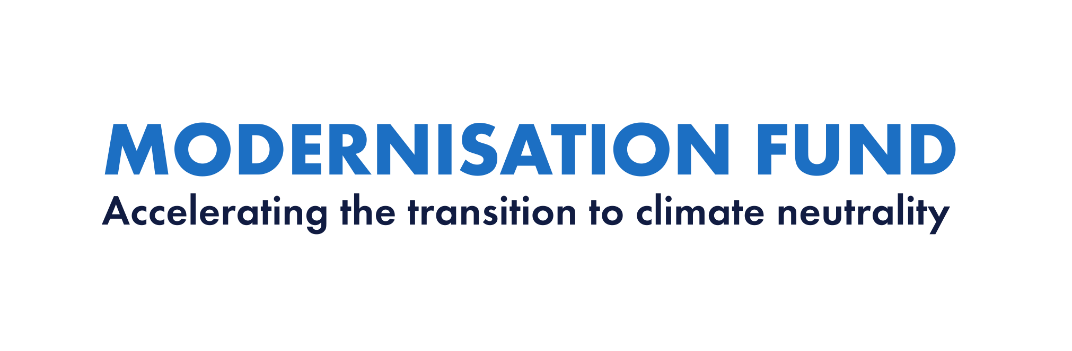 MODERNISATION FUND
Accelerating the transition to climate neutrality